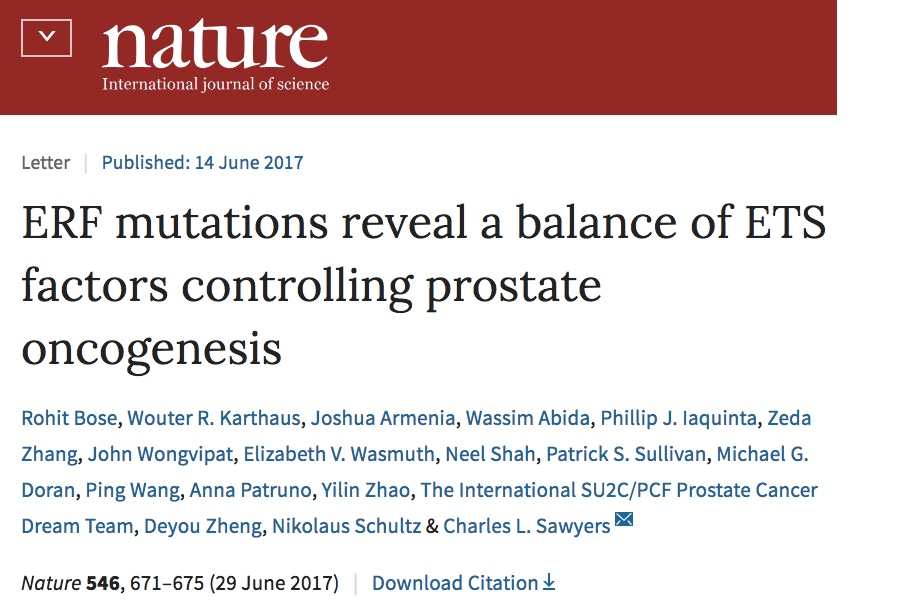 nature
International journal of science
Letter | Published: 14 June 2017
ERF mutations reveal a balance of ETS
factors controlling prostate
oncogenesis
Rohit Bose, Wouter R. Karthaus, Joshua Armenia, Wassim Abida, Phillip J. Iaquinta, Zeda
Zhang, John Wongvipat, Elizabeth V. Wasmuth, Neel Shah, Patrick S. Sullivan, Michael G.
Doran, Ping Wang, Anna Patruno, Yilin Zhao, The International SU2C/PCF Prostate Cancer
Dream Team, Deyou Zheng, Nikolaus Schultz & Charles L. Sawyers
Nature 546, 671–675 (29 June 2017) | Download Citation